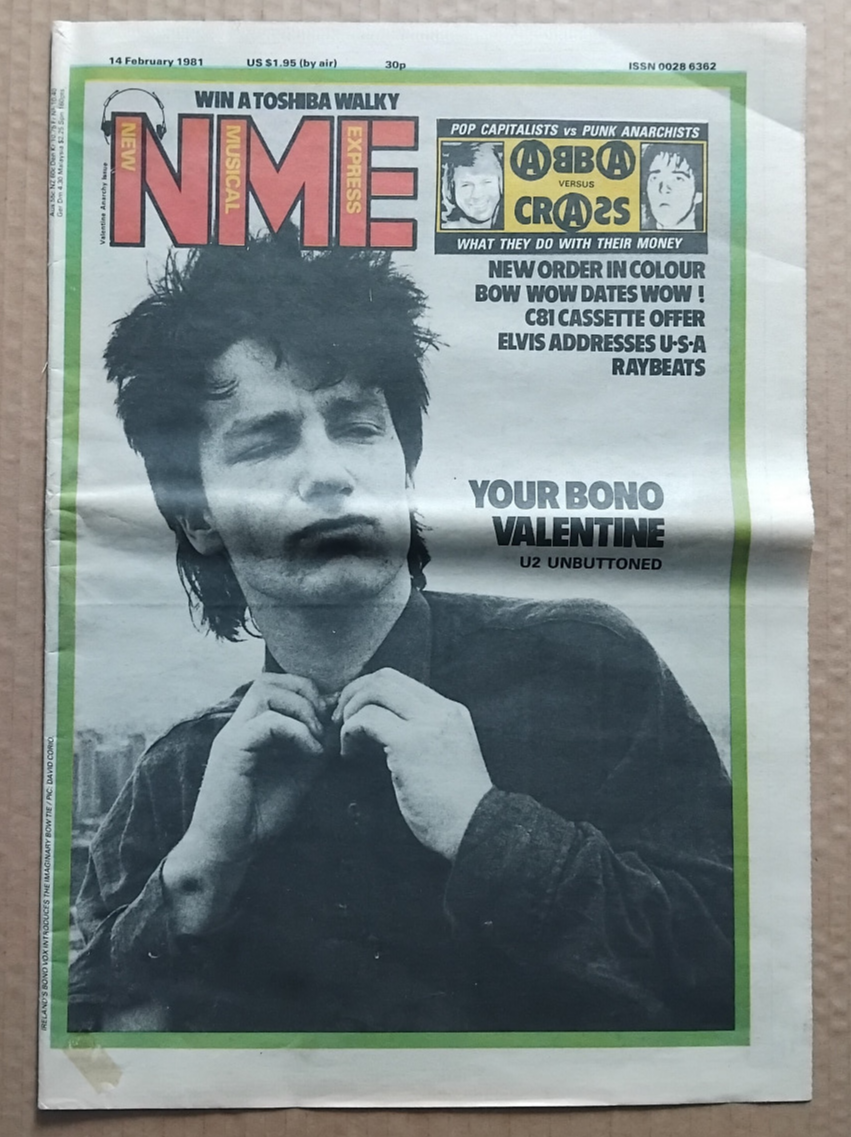 14 February 1981 US $1.95 (by air) 30p ISSN 0028 6362
WIN A TOSHIBA WALKY
NME
NEW MUSICAL EXPRESS
Valentine Anarchy Issue
POP CAPITALISTS vs PUNK ANARCHISTS
ABBA
VERSUS
CRASS
WHAT THEY DO WITH THEIR MONEY
NEW ORDER IN COLOUR
BOW WOW DATES WOW !
C81 CASSETTE OFFER
ELVIS ADDRESSES U·S·A
RAYBEATS
YOUR BONO
VALENTINE
U2 UNBUTTONED
IRELAND'S BONO VOX INTRODUCES THE IMAGINARY BOW TIE / PIC: DAVID CORIO